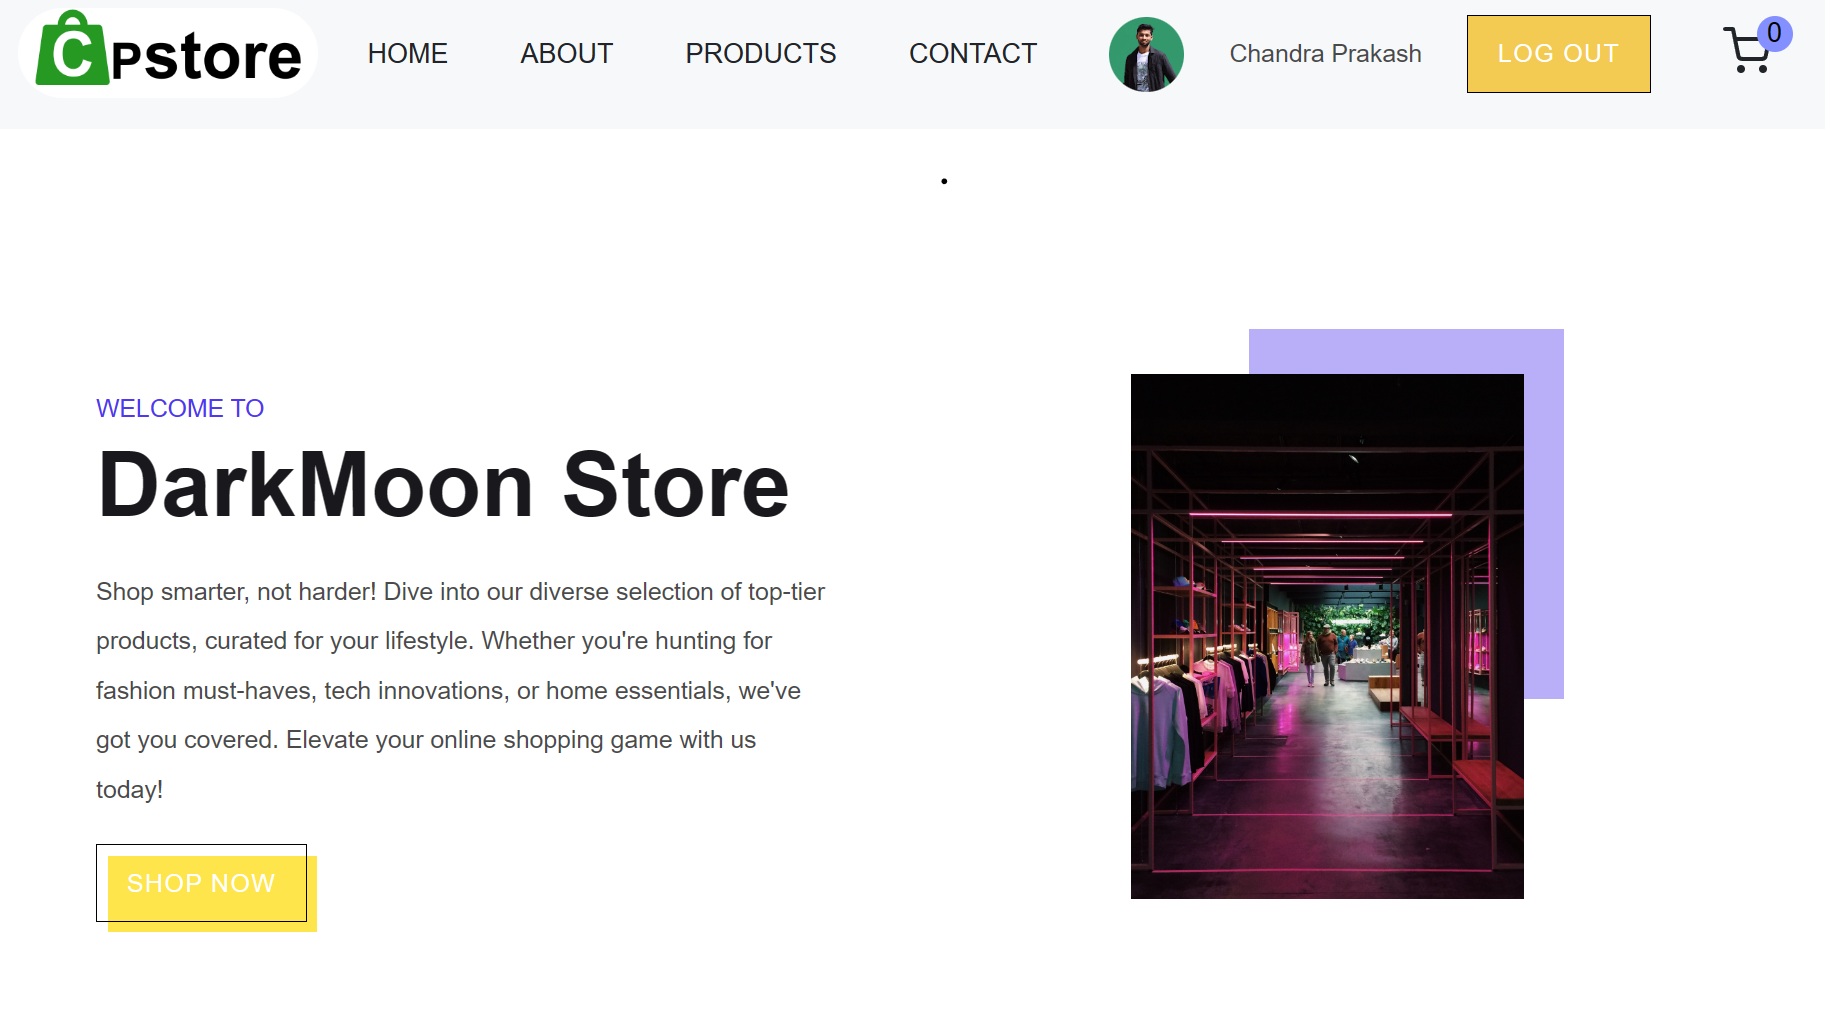 Cpstore
HOME
ABOUT
PRODUCTS
CONTACT
Chandra Prakash
LOG OUT
0
.
WELCOME TO
DarkMoon Store
Shop smarter, not harder! Dive into our diverse selection of top-tier
products, curated for your lifestyle. Whether you're hunting for
fashion must-haves, tech innovations, or home essentials, we've
got you covered. Elevate your online shopping game with us
today!
SHOP NOW